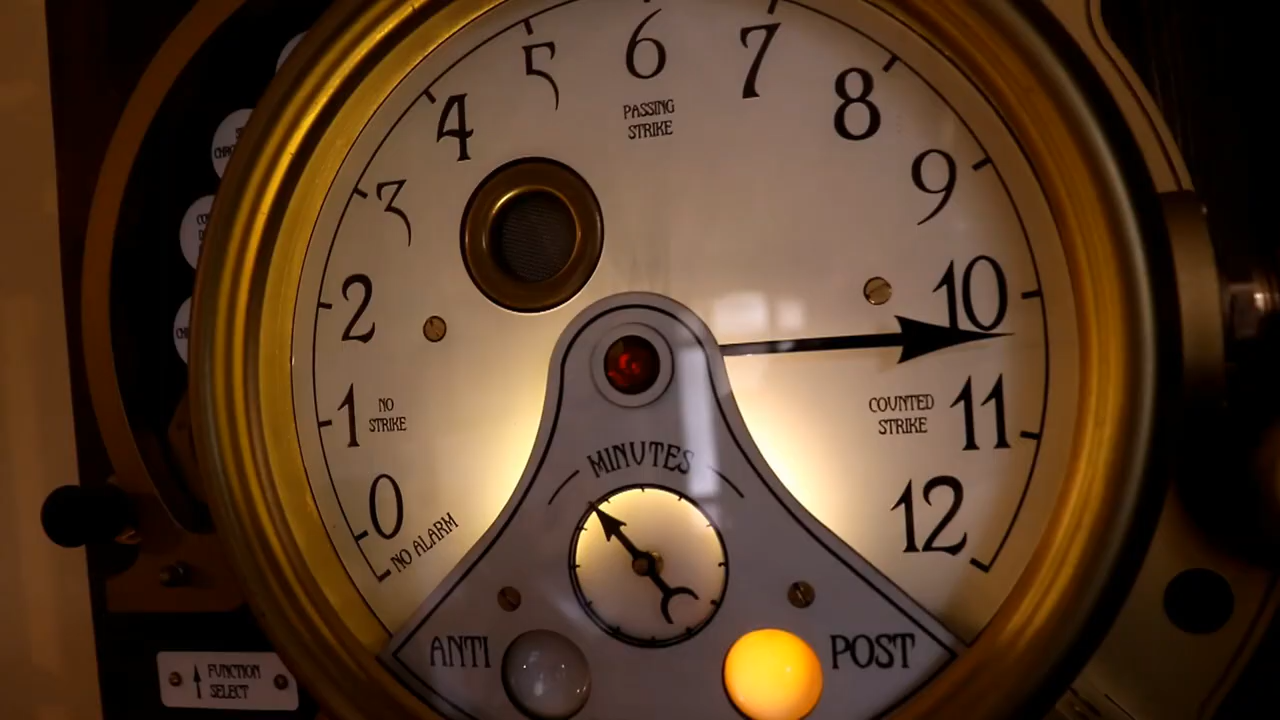 0
1
2
3
4
5
6
7
8
9
10
11
12
PASSING
STRIKE
NO
STRIKE
COUNTED
STRIKE
NO ALARM
MINUTES
ANTI
POST
FUNCTION
SELECT